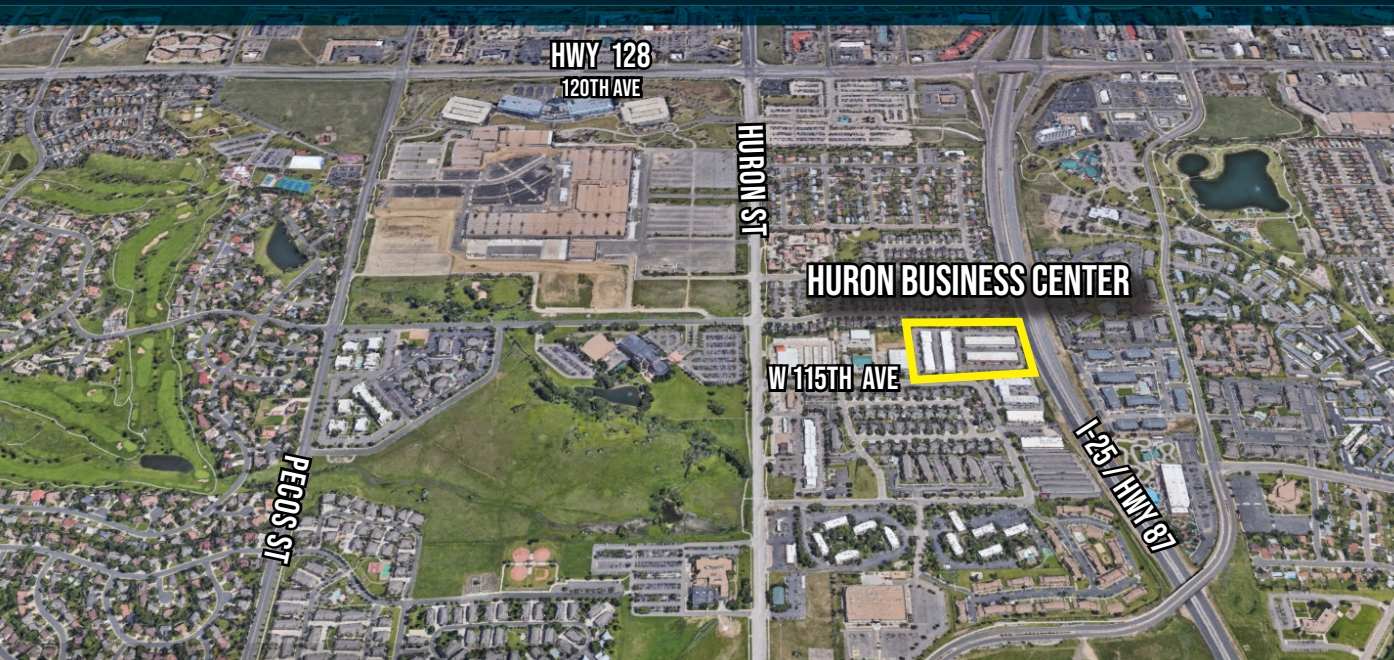 HWY 128
120TH AVE
HURON ST
HURON BUSINESS CENTER
W 115TH AVE
PECOS ST
I-25 / HWY 87